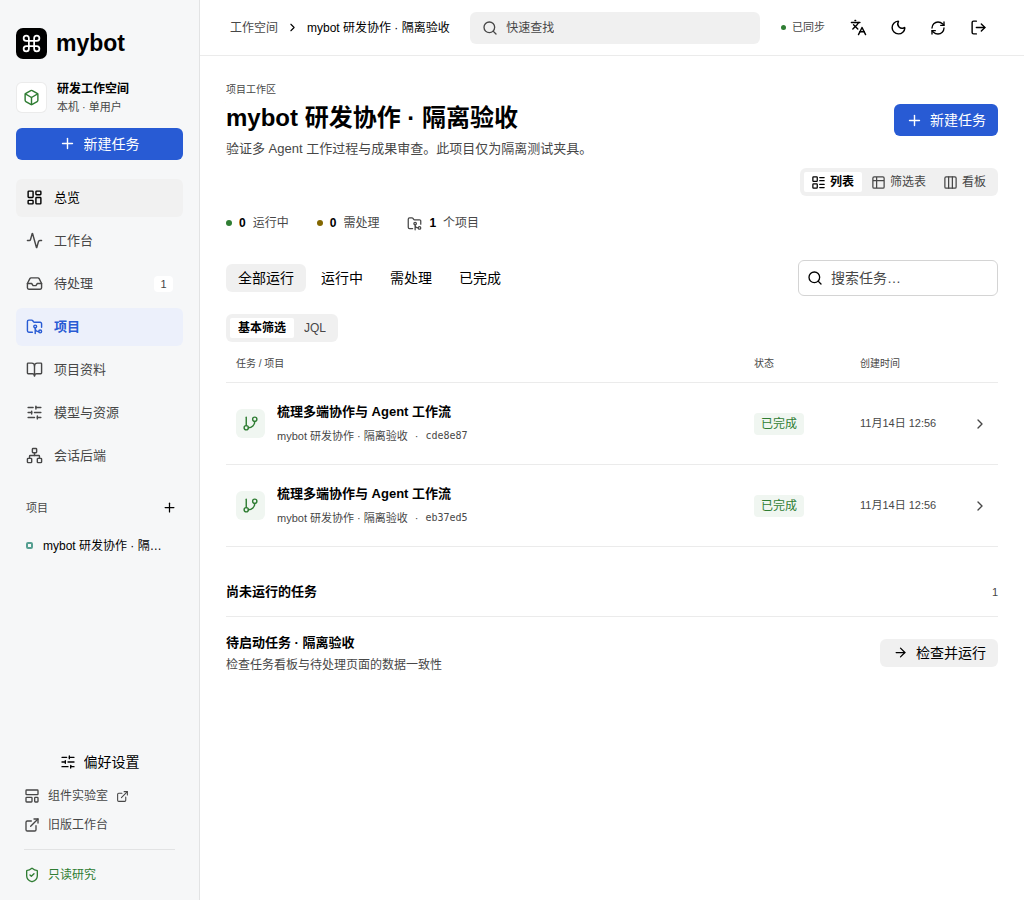 mybot
研发工作空间
本机 · 单用户
新建任务
总览
工作台
待处理 1
项目
项目资料
模型与资源
会话后端
项目
mybot 研发协作 · 隔…
偏好设置
组件实验室
旧版工作台
只读研究
工作空间 mybot 研发协作 · 隔离验收 快速查找 已同步
项目工作区
mybot 研发协作 · 隔离验收
验证多 Agent 工作过程与成果审查。此项目仅为隔离测试夹具。
新建任务
列表 筛选表 看板
0 运行中 0 需处理 1 个项目
全部运行 运行中 需处理 已完成 搜索任务…
基本筛选 JQL
任务 / 项目 状态 创建时间
梳理多端协作与 Agent 工作流
mybot 研发协作 · 隔离验收 · cde8e87
已完成 11月14日 12:56
梳理多端协作与 Agent 工作流
mybot 研发协作 · 隔离验收 · eb37ed5
已完成 11月14日 12:56
尚未运行的任务 1
待启动任务 · 隔离验收
检查任务看板与待处理页面的数据一致性
检查并运行